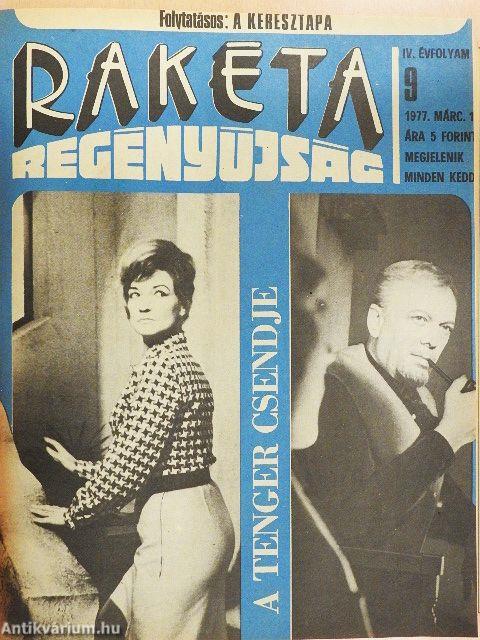 Folytatásos: A KERESZTAPA
RAKÉTA
REGÉNYÚJSÁG
IV. ÉVFOLYAM
9
1977. MÁRC. 1
ÁRA 5 FORINT
MEGJELENIK
MINDEN KEDD
A TENGER CSENDJE
Antikvárium.hu